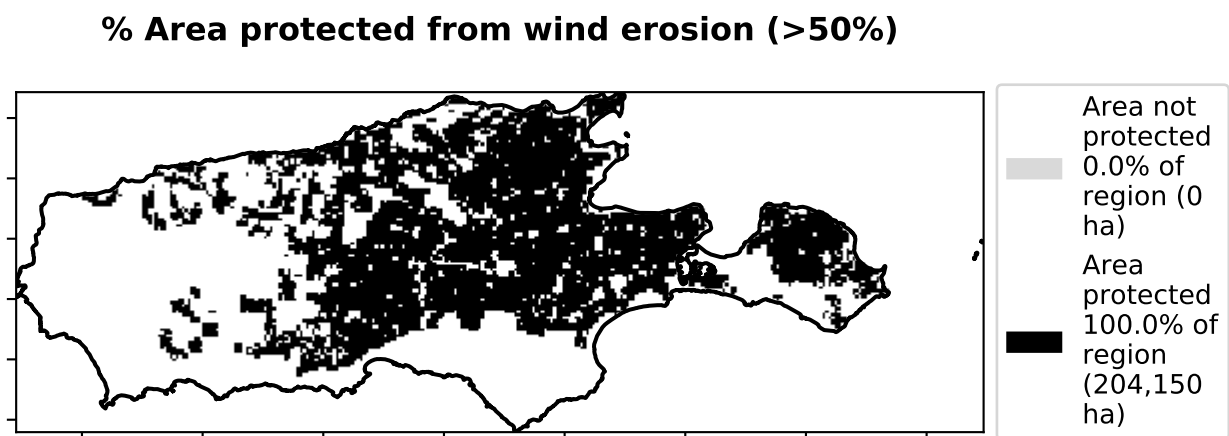 % Area protected from wind erosion (>50%)
Area not
protected
0.0% of
region (0
ha)
Area
protected
100.0% of
region
(204,150
ha)